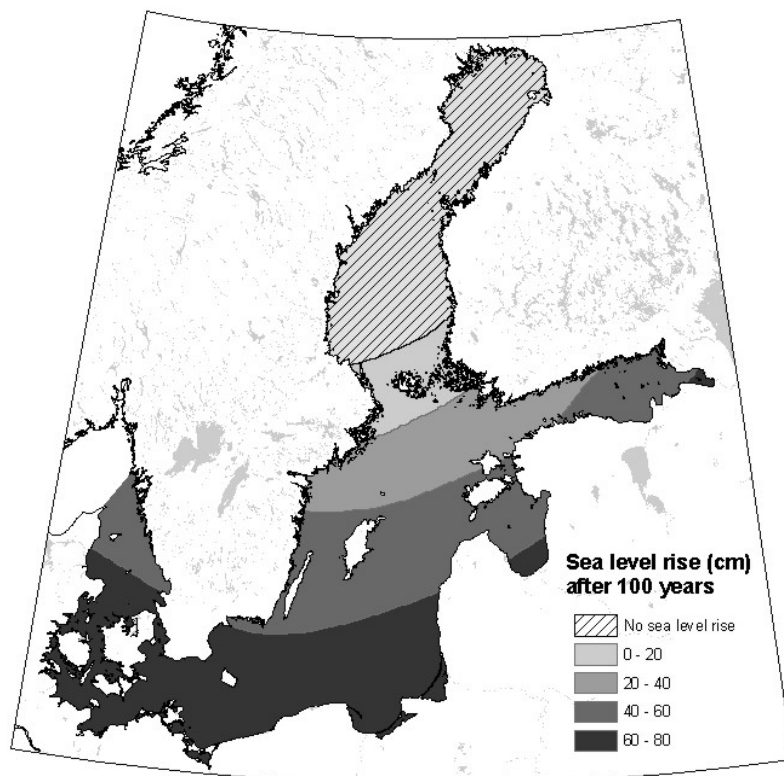 Sea level rise (cm)
after 100 years
No sea level rise
0 - 20
20 - 40
40 - 60
60 - 80